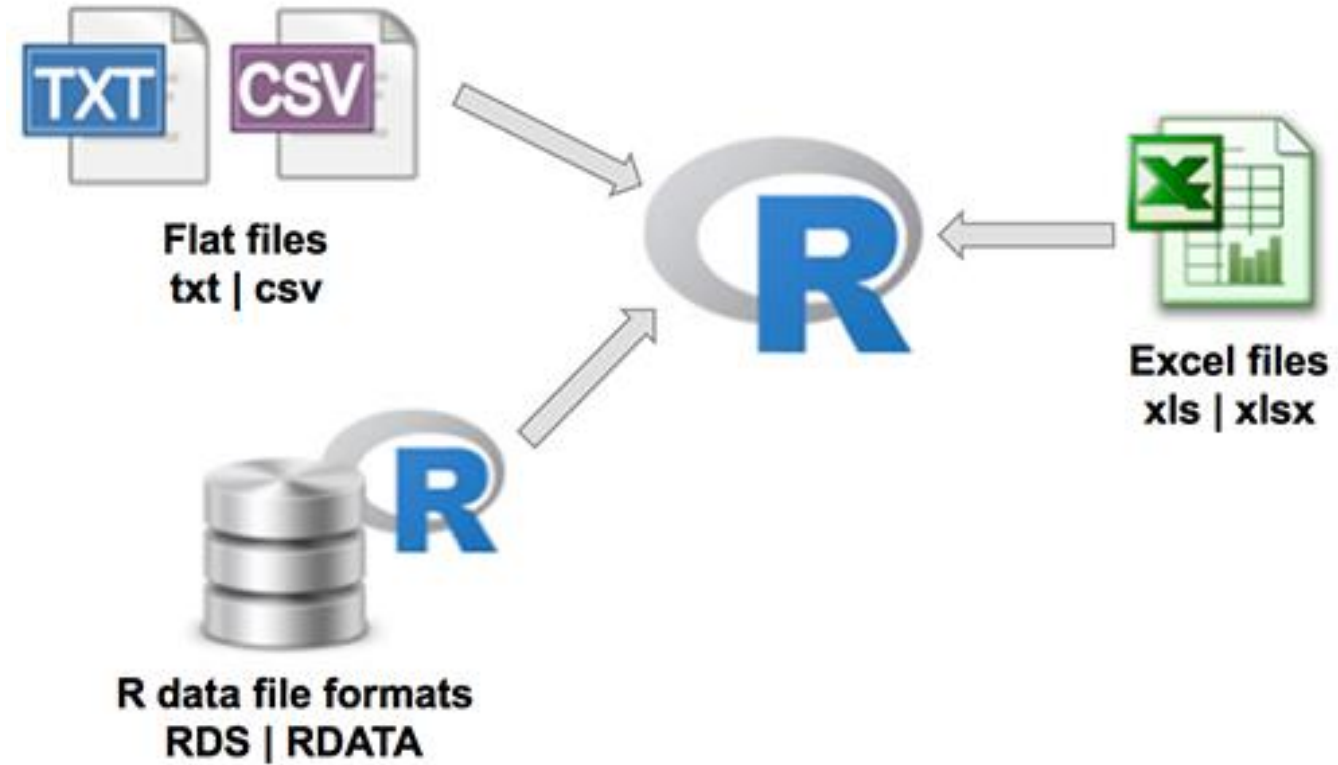 TXT
CSV
Flat files
txt | csv
R
Excel files
xls | xlsx
R
R data file formats
RDS | RDATA